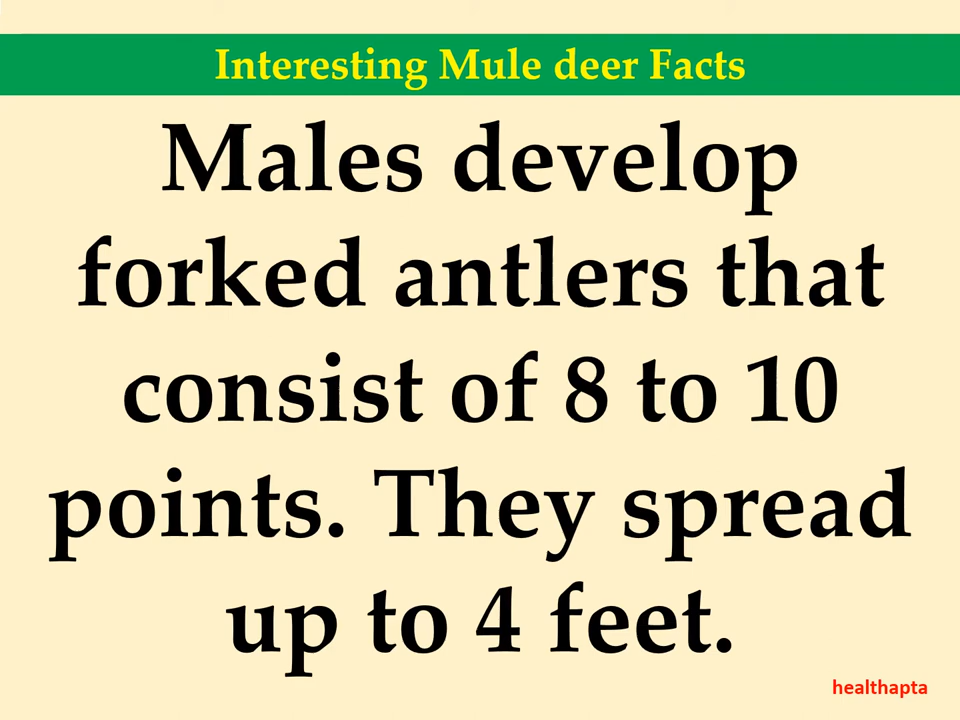 Interesting Mule deer Facts
Males develop
forked antlers that
consist of 8 to 10
points. They spread
up to 4 feet.
healthapta